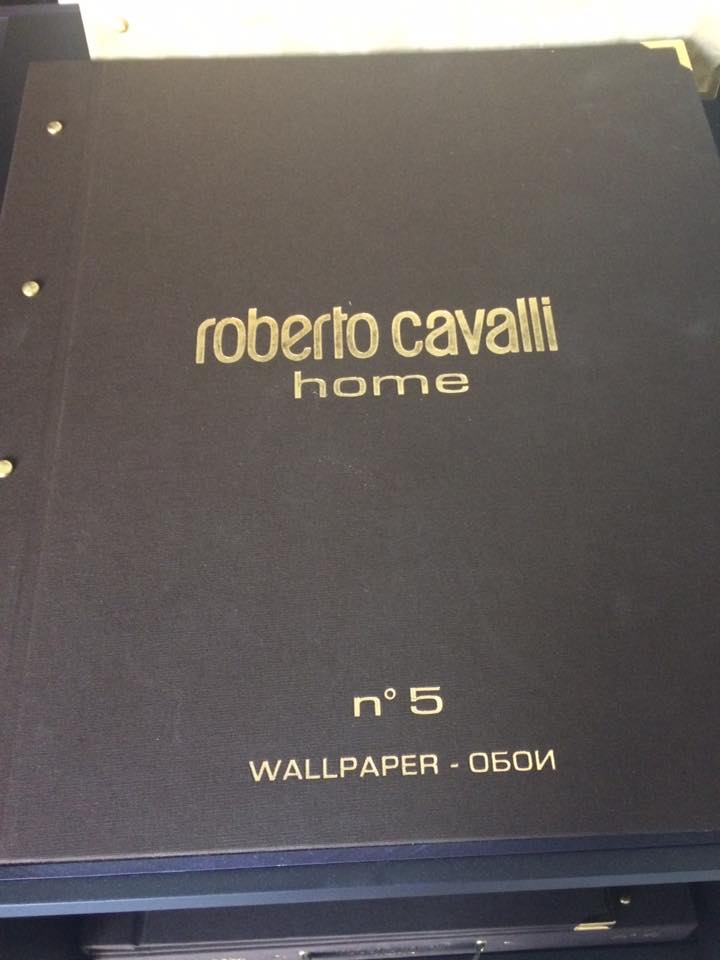 roberto cavalli
home
n° 5
WALLPAPER - ОБОИ